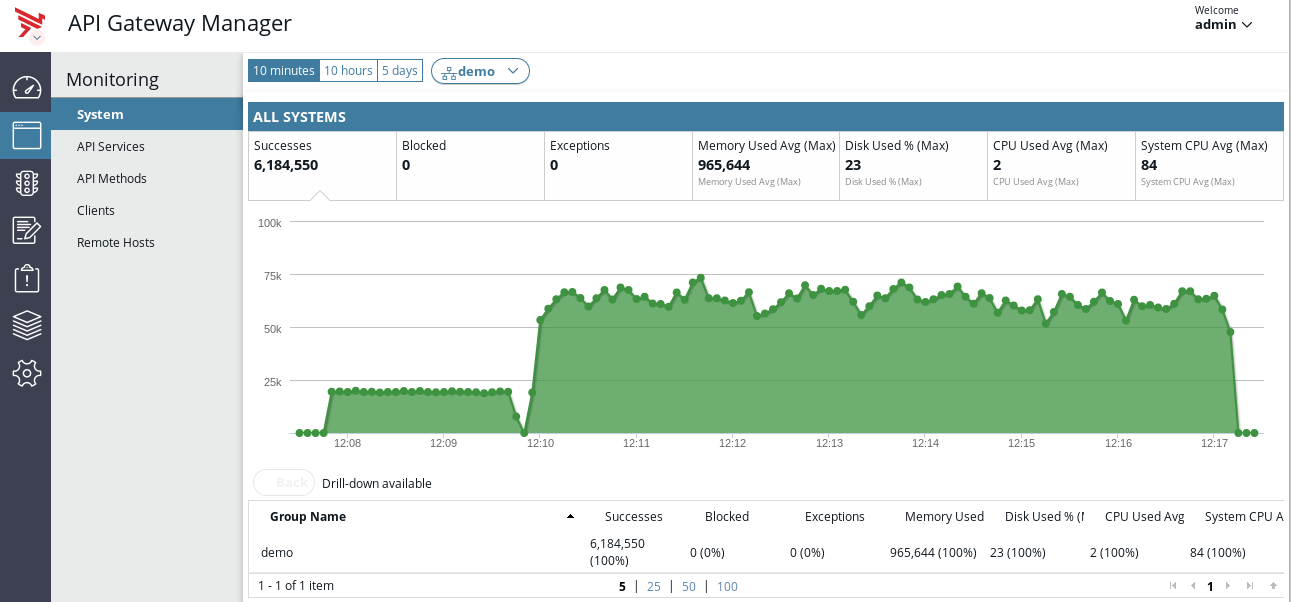 API Gateway Manager
Welcome
admin
Monitoring
System
API Services
API Methods
Clients
Remote Hosts
10 minutes 10 hours 5 days demo
ALL SYSTEMS
Successes Blocked Exceptions Memory Used Avg (Max) Disk Used % (Max) CPU Used Avg (Max) System CPU Avg (Max)
6,184,550 0 0 965,644 23 2 84
Memory Used Avg (Max) Disk Used % (Max) CPU Used Avg (Max) System CPU Avg (Max)
100k
75k
50k
25k
12:08 12:09 12:10 12:11 12:12 12:13 12:14 12:15 12:16 12:17
Back Drill-down available
Group Name Successes Blocked Exceptions Memory Used Disk Used % ( CPU Used Avg System CPU A
demo 6,184,550 (100%) 0 (0%) 0 (0%) 965,644 (100%) 23 (100%) 2 (100%) 84 (100%)
1 - 1 of 1 item 5 | 25 | 50 | 100 1